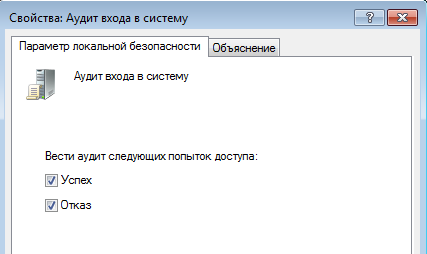 Свойства: Аудит входа в систему
Параметр локальной безопасности Объяснение
Аудит входа в систему
Вести аудит следующих попыток доступа:
Успех
Отказ